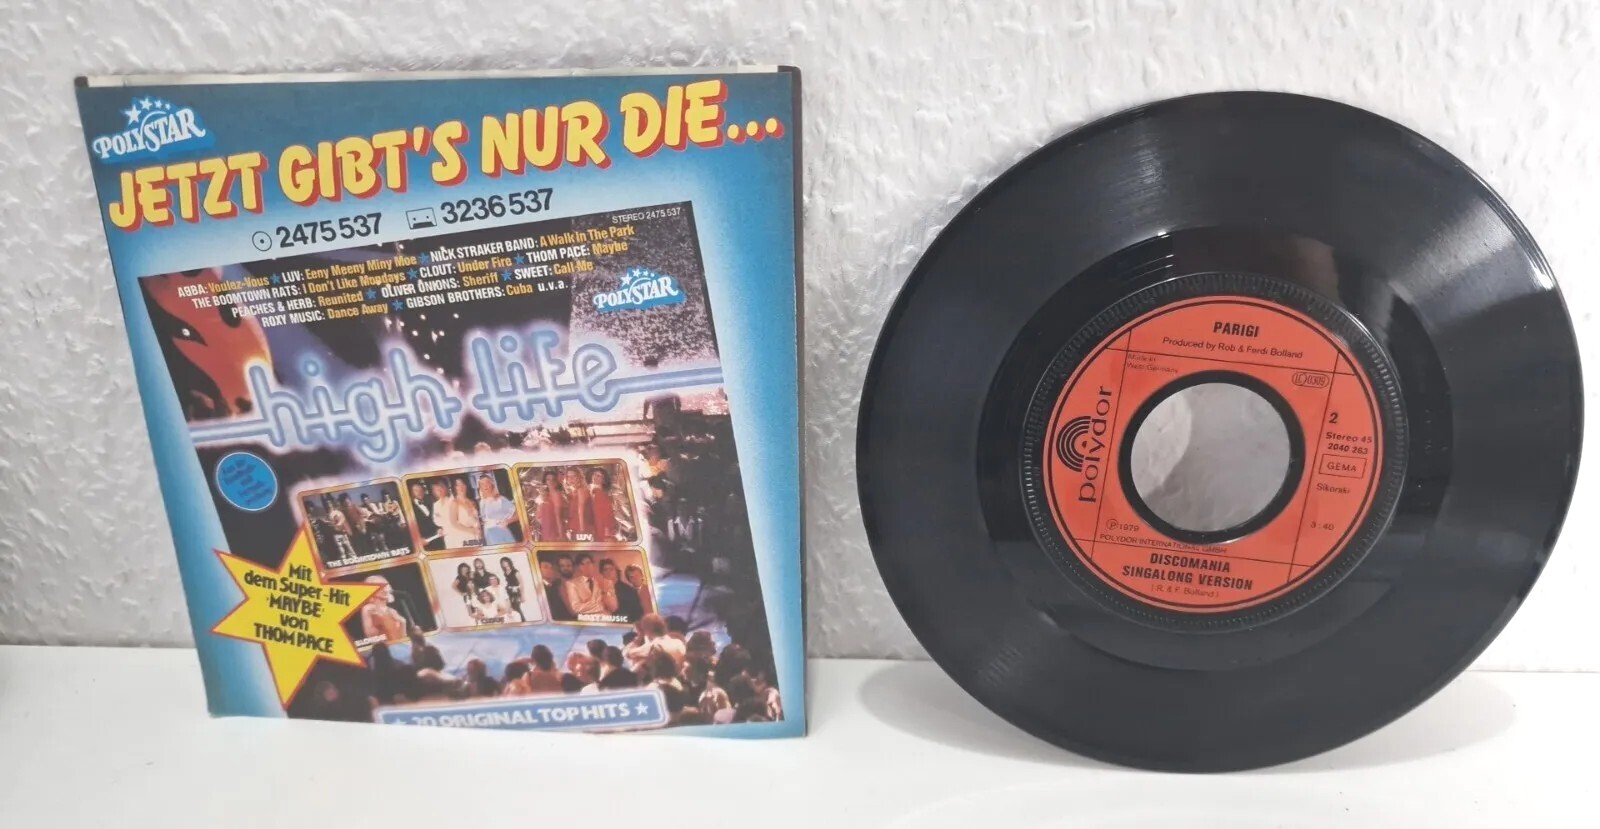 POLYSTAR
JETZT GIBT'S NUR DIE...
2475 537 3236 537
STEREO 2475 537
ABBA: Voulez-Vous ★ LUV: Eeny Meeny Miny Moe ★ NICK STRAKER BAND: A Walk In The Park
THE BOOMTOWN RATS: I Don't Like Mondays ★ CLOUT: Under Fire ★ THOM PACE: Maybe
PEACHES & HERB: Reunited ★ OLIVER ONIONS: Sheriff ★ SWEET: Call Me
ROXY MUSIC: Dance Away ★ GIBSON BROTHERS: Cuba u.v.a.
POLYSTAR
high life
THE BOOMTOWN RATS
ABBA
LUV
BLONDIE
CLOUT
ROXY MUSIC
Mit
dem Super-Hit
'MAYBE'
von
THOM PACE
★ 20 ORIGINAL TOP HITS ★
PARIGI
Produced by Rob & Ferdi Bolland
Made in
West Germany
LC 0309
polydor
2
Stereo 45
2040 263
GEMA
Sikorski
3:40
Ⓟ 1979
POLYDOR INTERNATIONAL GMBH
DISCOMANIA
SINGALONG VERSION
(R. & F. Bolland)